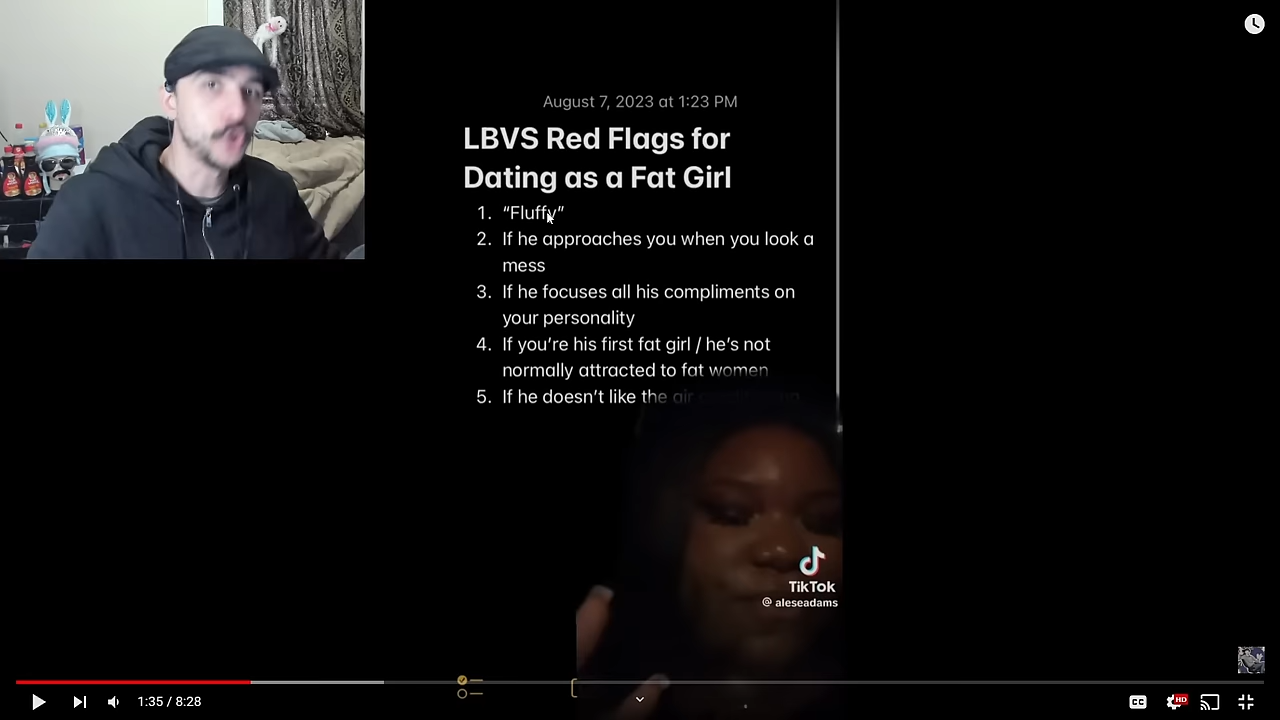 August 7, 2023 at 1:23 PM
LBVS Red Flags for
Dating as a Fat Girl
1. “Fluffy”
2. If he approaches you when you look a
mess
3. If he focuses all his compliments on
your personality
4. If you’re his first fat girl / he’s not
normally attracted to fat women
5. If he doesn’t like the air
TikTok
@ aleseadams
1:35 / 8:28
CC
HD